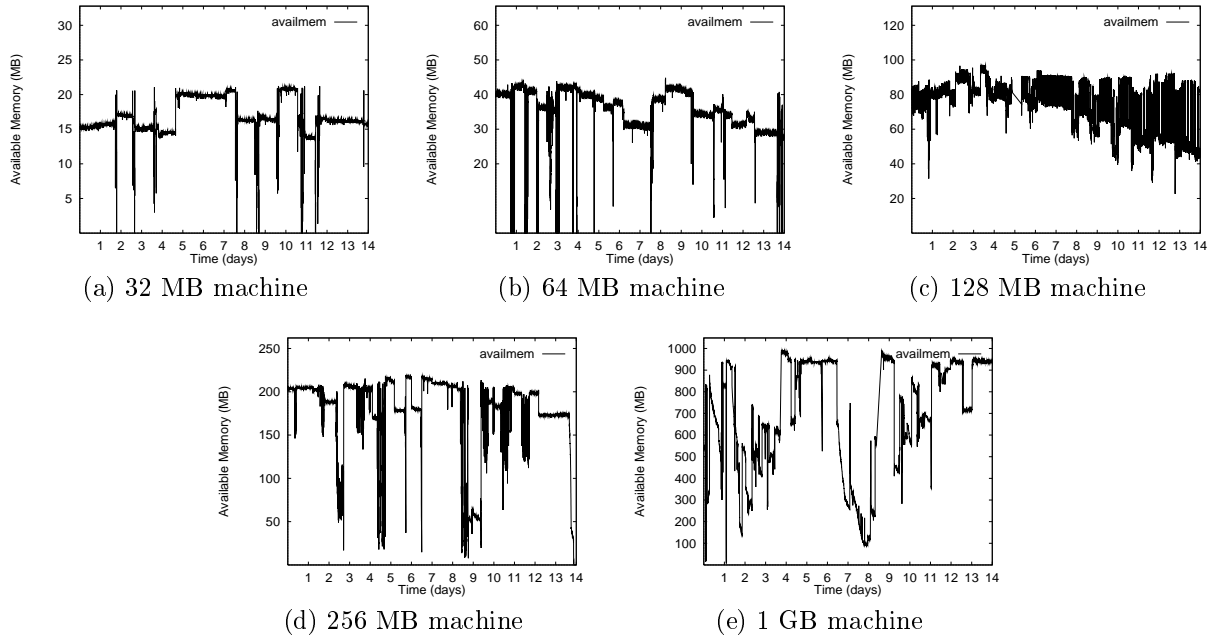 availmem
Available Memory (MB)
30
25
20
15
10
5
1 2 3 4 5 6 7 8 9 10 11 12 13 14
Time (days)
(a) 32 MB machine
availmem
Available Memory (MB)
60
50
40
30
20
1 2 3 4 5 6 7 8 9 10 11 12 13 14
Time (days)
(b) 64 MB machine
availmem
Available Memory (MB)
120
100
80
60
40
20
1 2 3 4 5 6 7 8 9 10 11 12 13 14
Time (days)
(c) 128 MB machine
availmem
Available Memory (MB)
250
200
150
100
50
1 2 3 4 5 6 7 8 9 10 11 12 13 14
Time (days)
(d) 256 MB machine
availmem
Available Memory (MB)
1000
900
800
700
600
500
400
300
200
100
1 2 3 4 5 6 7 8 9 10 11 12 13 14
Time (days)
(e) 1 GB machine